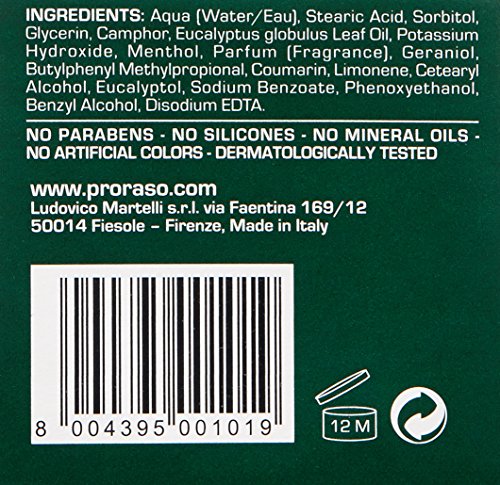 INGREDIENTS: Aqua (Water/Eau), Stearic Acid, Sorbitol,
Glycerin, Camphor, Eucalyptus globulus Leaf Oil, Potassium
Hydroxide, Menthol, Parfum (Fragrance), Geraniol,
Butylphenyl Methylpropional, Coumarin, Limonene, Cetearyl
Alcohol, Eucalyptol, Sodium Benzoate, Phenoxyethanol,
Benzyl Alcohol, Disodium EDTA.
NO PARABENS - NO SILICONES - NO MINERAL OILS -
NO ARTIFICIAL COLORS - DERMATOLOGICALLY TESTED
www.proraso.com
Ludovico Martelli s.r.l. via Faentina 169/12
50014 Fiesole – Firenze, Made in Italy
8 004395 001019
12 M